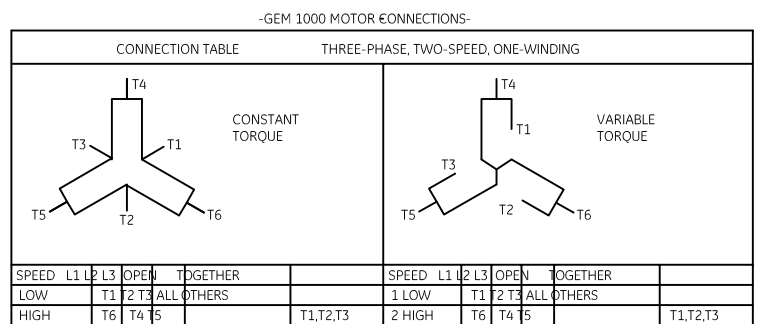 -GEM 1000 MOTOR CONNECTIONS-
CONNECTION TABLE THREE-PHASE, TWO-SPEED, ONE-WINDING
T4
CONSTANT
TORQUE
T3 T1
T5 T2 T6
T4
T1
VARIABLE
TORQUE
T3
T5 T2 T6
SPEED L1 L2 L3 OPEN TOGETHER
LOW T1 T2 T3 ALL OTHERS
HIGH T6 T4 T5 T1,T2,T3
SPEED L1 L2 L3 OPEN TOGETHER
1 LOW T1 T2 T3 ALL OTHERS
2 HIGH T6 T4 T5 T1,T2,T3